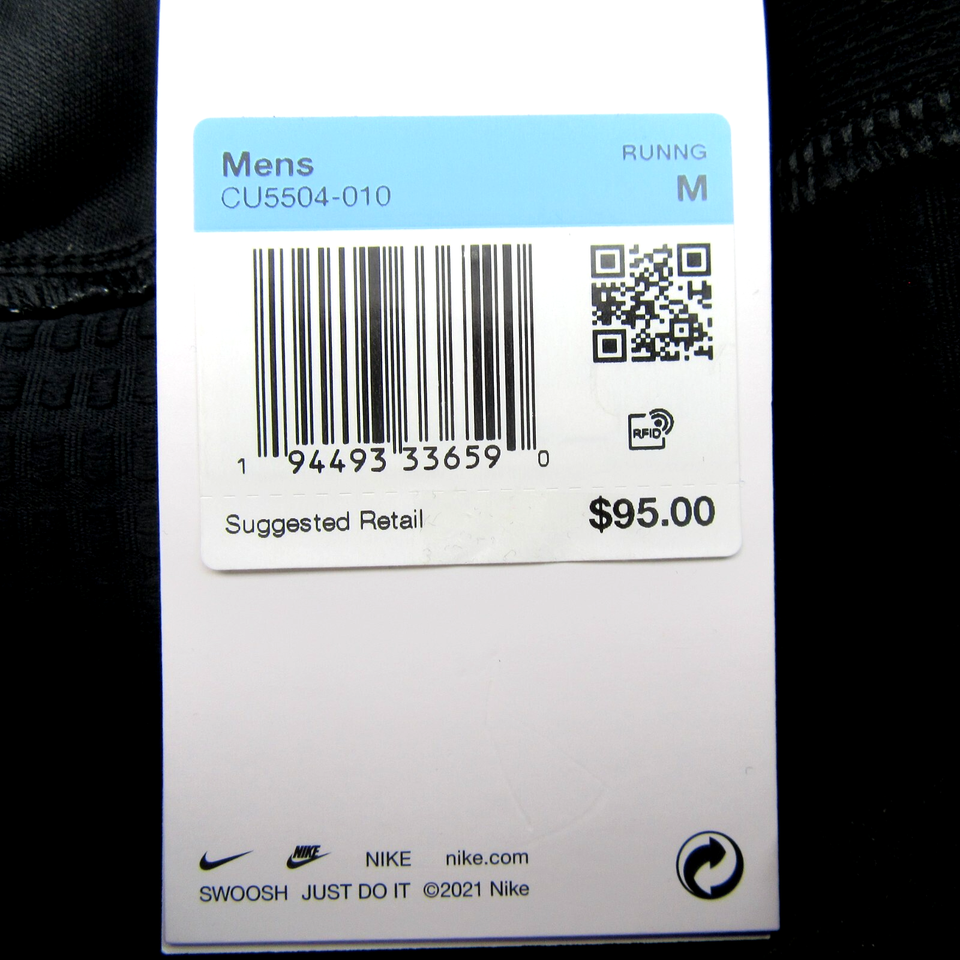 Mens
RUNNG
CU5504-010
M
1 94493 33659 0
RFID
Suggested Retail
$95.00
NIKE
NIKE
nike.com
SWOOSH JUST DO IT ©2021 Nike